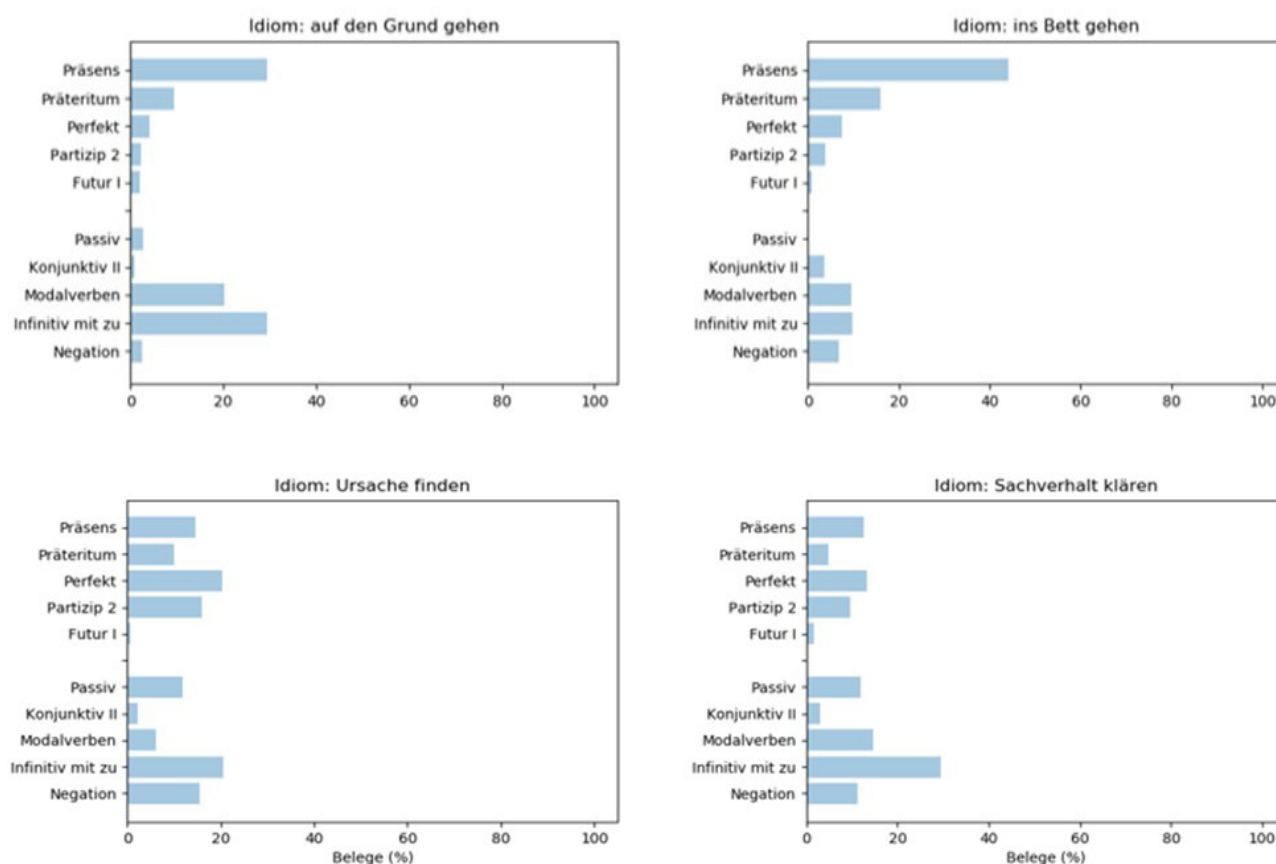 Idiom: auf den Grund gehen
Präsens
Präteritum
Perfekt
Partizip 2
Futur I
Passiv
Konjunktiv II
Modalverben
Infinitiv mit zu
Negation
0 20 40 60 80 100
Idiom: ins Bett gehen
Präsens
Präteritum
Perfekt
Partizip 2
Futur I
Passiv
Konjunktiv II
Modalverben
Infinitiv mit zu
Negation
0 20 40 60 80 100
Idiom: Ursache finden
Präsens
Präteritum
Perfekt
Partizip 2
Futur I
Passiv
Konjunktiv II
Modalverben
Infinitiv mit zu
Negation
0 20 40 60 80 100
Belege (%)
Idiom: Sachverhalt klären
Präsens
Präteritum
Perfekt
Partizip 2
Futur I
Passiv
Konjunktiv II
Modalverben
Infinitiv mit zu
Negation
0 20 40 60 80 100
Belege (%)